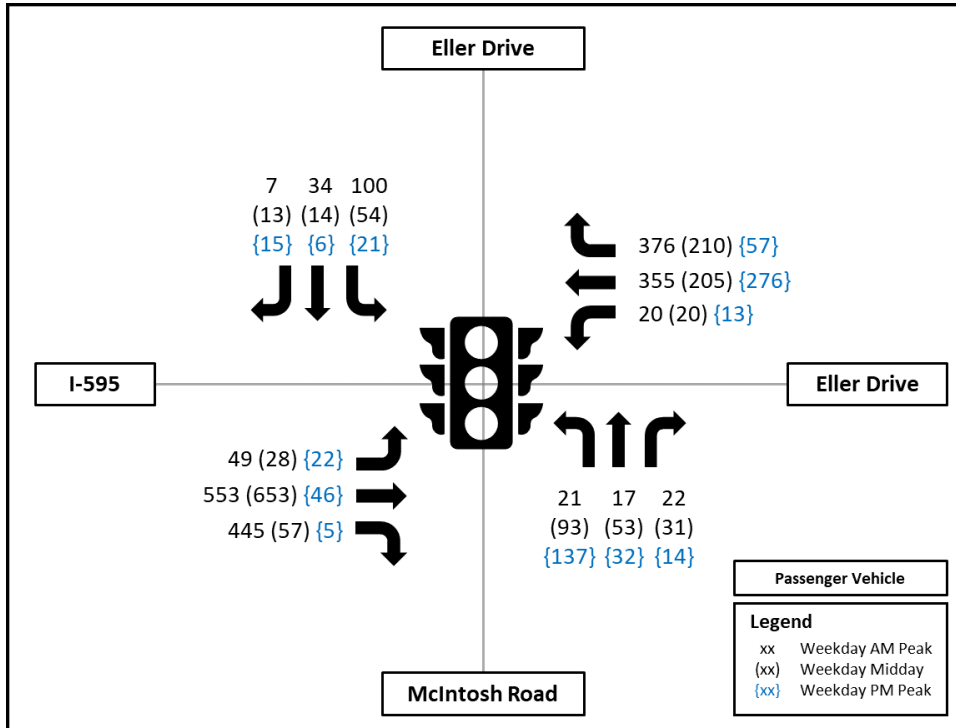 Eller Drive
7 34 100
(13) (14) (54)
{15} {6} {21}
376 (210) {57}
355 (205) {276}
20 (20) {13}
I-595
Eller Drive
49 (28) {22}
553 (653) {46}
445 (57) {5}
21 17 22
(93) (53) (31)
{137} {32} {14}
Passenger Vehicle
Legend
xx Weekday AM Peak
(xx) Weekday Midday
{xx} Weekday PM Peak
McIntosh Road